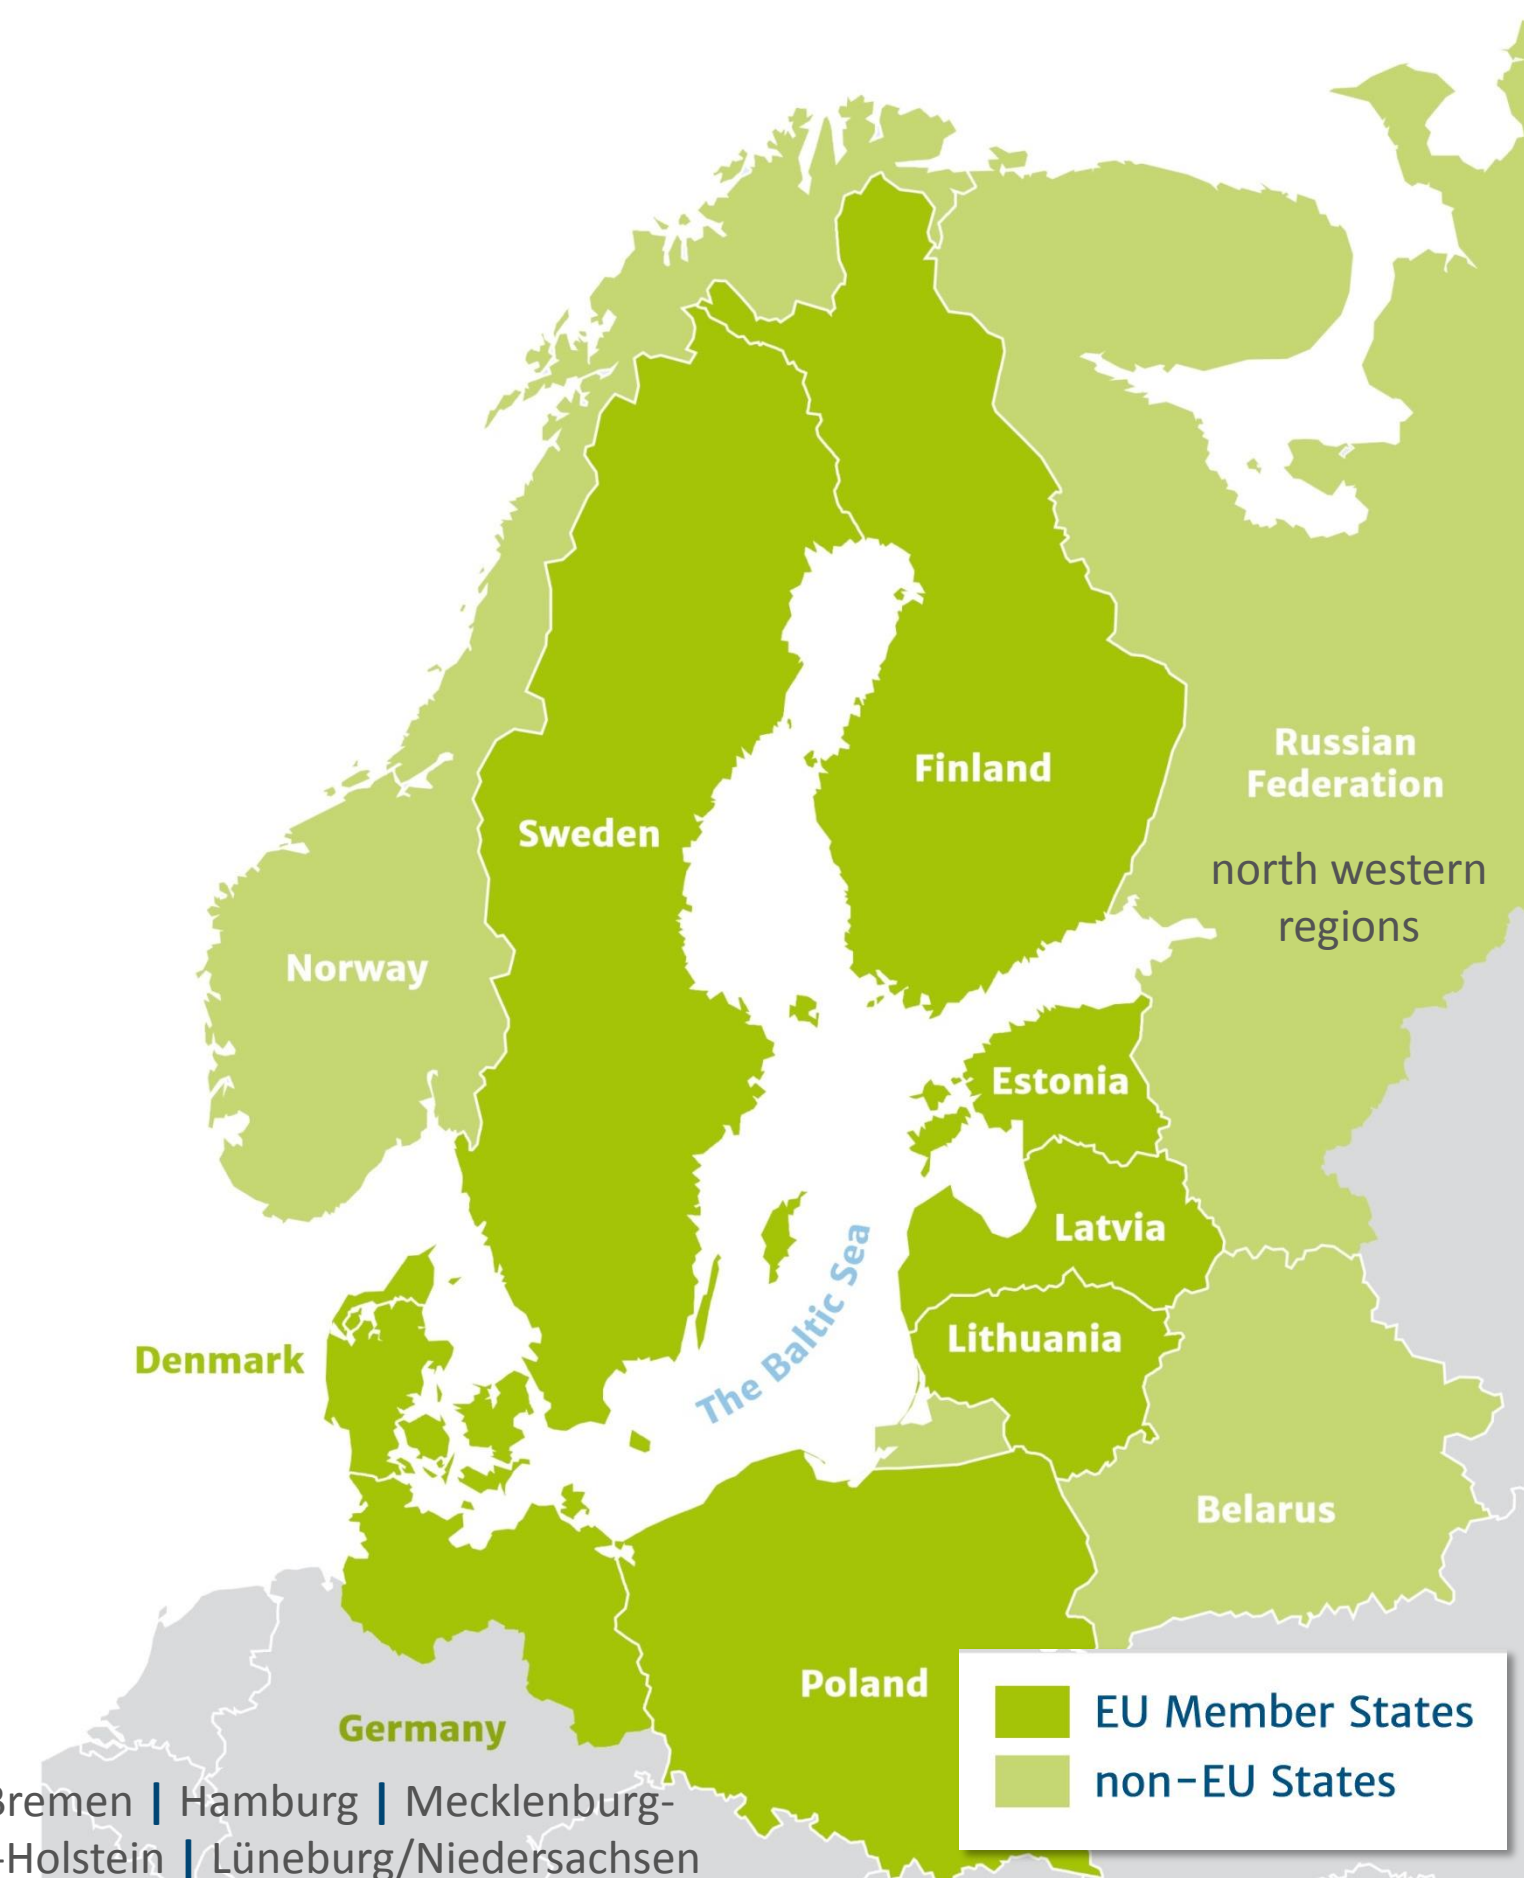 Russian
Federation
Finland
Sweden
north western
regions
Norway
Estonia
Latvia
The Baltic Sea
Lithuania
Denmark
Belarus
Poland
EU Member States
Germany
non-EU States
Bremen | Hamburg | Mecklenburg-
-Holstein | Lüneburg/Niedersachsen